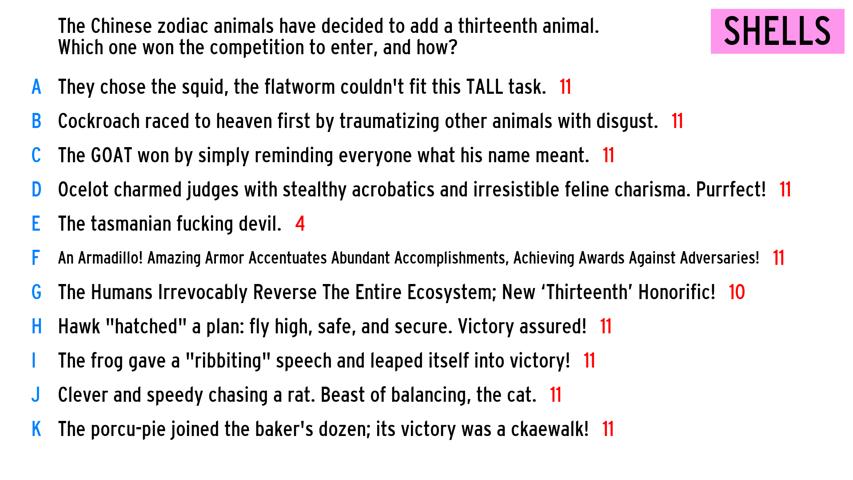 The Chinese zodiac animals have decided to add a thirteenth animal.
Which one won the competition to enter, and how?
SHELLS
A They chose the squid, the flatworm couldn't fit this TALL task. 11
B Cockroach raced to heaven first by traumatizing other animals with disgust. 11
C The GOAT won by simply reminding everyone what his name meant. 11
D Ocelot charmed judges with stealthy acrobatics and irresistible feline charisma. Purrfect! 11
E The tasmanian fucking devil. 4
F An Armadillo! Amazing Armor Accentuates Abundant Accomplishments, Achieving Awards Against Adversaries! 11
G The Humans Irrevocably Reverse The Entire Ecosystem; New ‘Thirteenth’ Honorific! 10
H Hawk "hatched" a plan: fly high, safe, and secure. Victory assured! 11
I The frog gave a "ribbiting" speech and leaped itself into victory! 11
J Clever and speedy chasing a rat. Beast of balancing, the cat. 11
K The porcu-pie joined the baker's dozen; its victory was a ckaewalk! 11